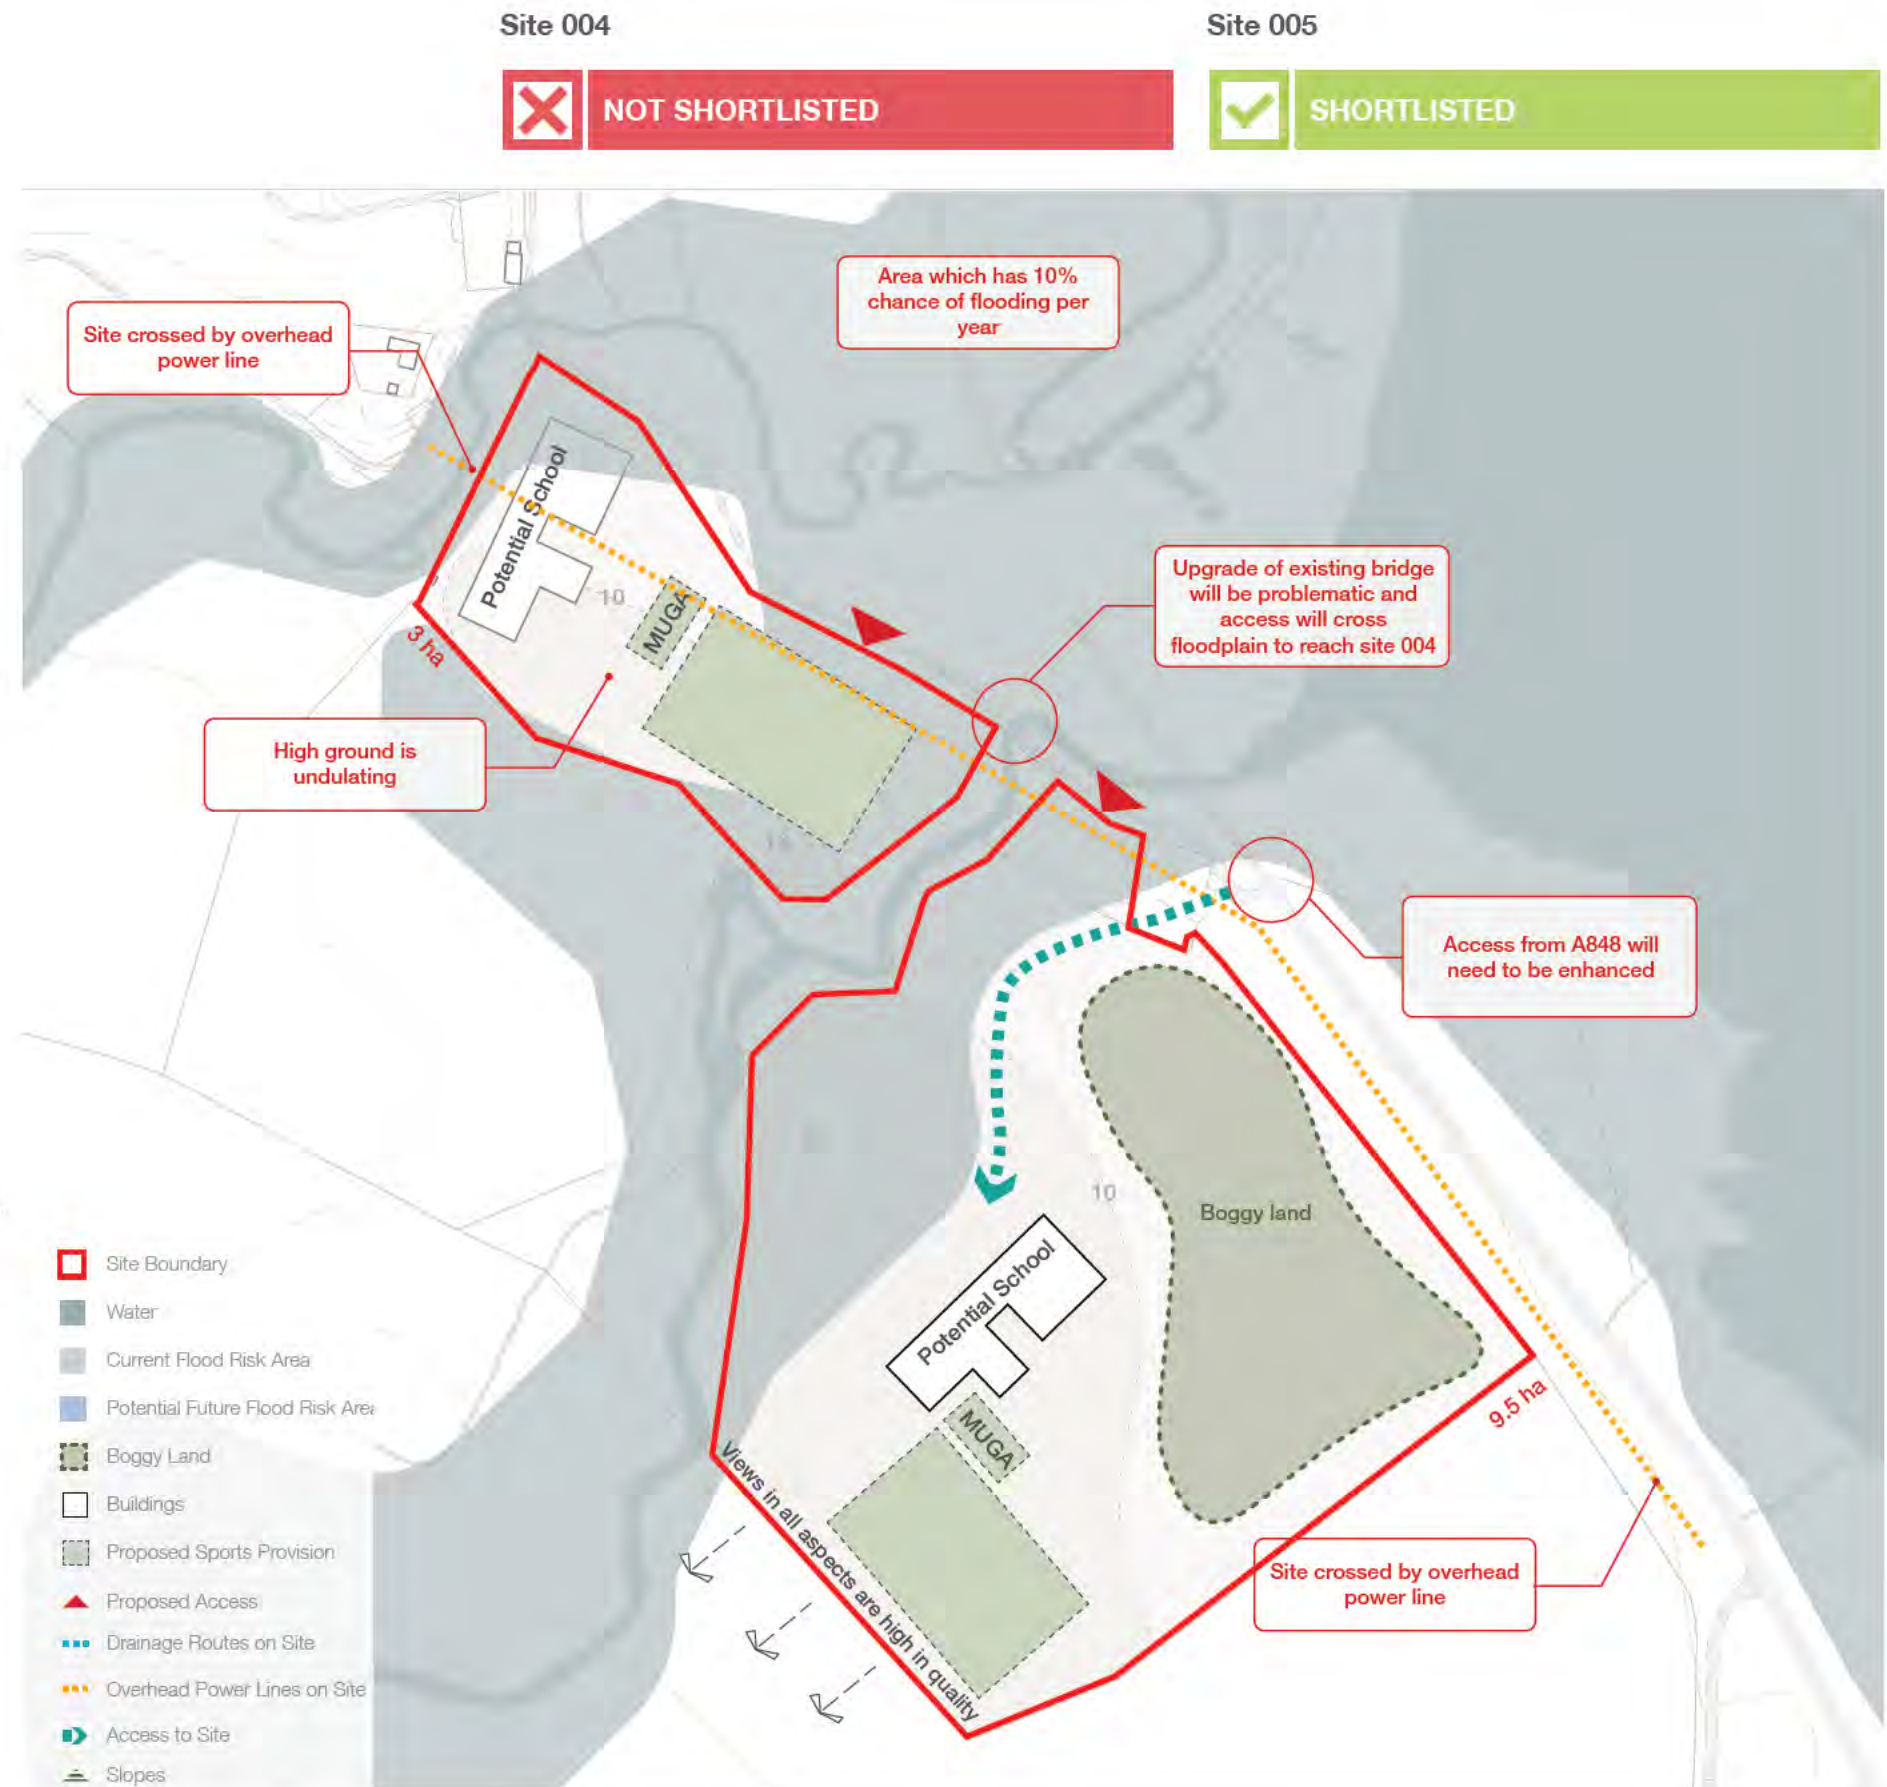 Site 004
Site 005
NOT SHORTLISTED
SHORTLISTED
Area which has 10%
chance of flooding per
year
Site crossed by overhead
power line
Potential School
10
MUGA
3 ha
Upgrade of existing bridge
will be problematic and
access will cross
floodplain to reach site 004
High ground is
undulating
Access from A848 will
need to be enhanced
10
Boggy land
Potential School
MUGA
9.5 ha
Views in all aspects are high in quality
Site crossed by overhead
power line
Site Boundary
Water
Current Flood Risk Area
Potential Future Flood Risk Area
Boggy Land
Buildings
Proposed Sports Provision
Proposed Access
Drainage Routes on Site
Overhead Power Lines on Site
Access to Site
Slopes